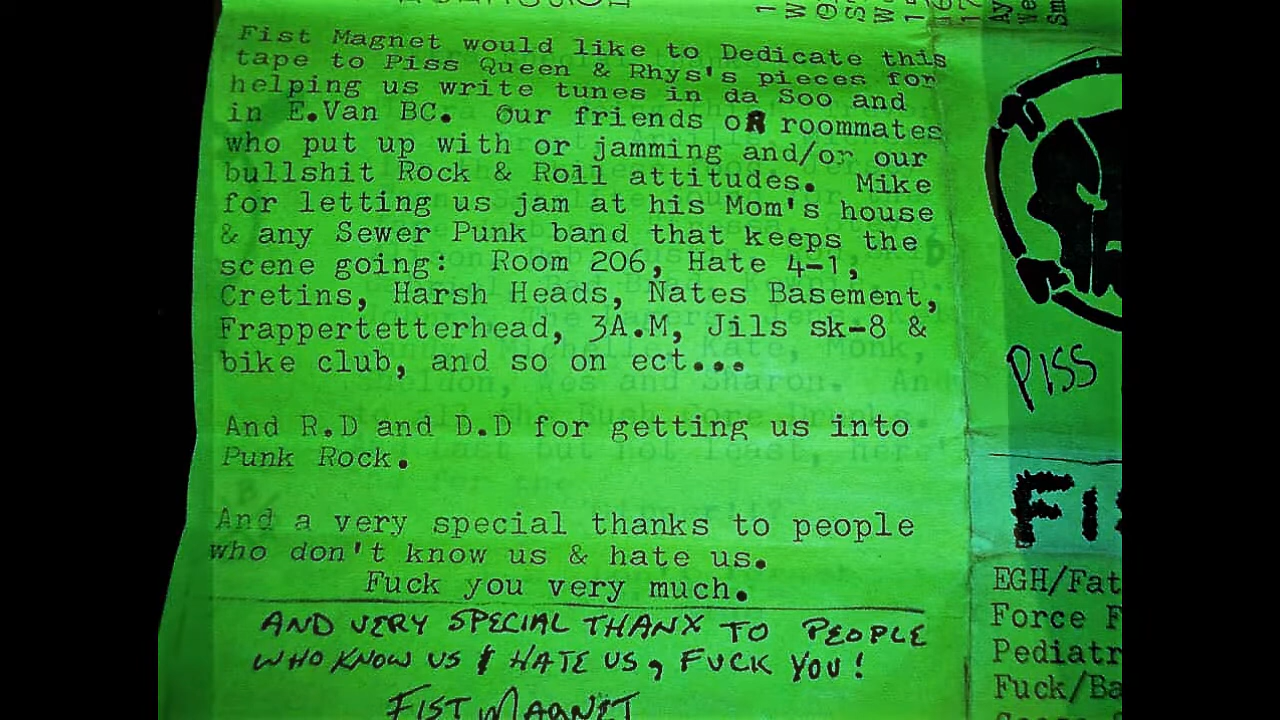 Fist Magnet would like to Dedicate this
tape to Piss Queen & Rhys's pieces for
helping us write tunes in da Soo and
in E.Van BC. Our friends oR roommates
who put up with or jamming and/or our
bullshit Rock & Roll attitudes. Mike
for letting us jam at his Mom's house
& any Sewer Punk band that keeps the
scene going: Room 206, Hate 4-1,
Cretins, Harsh Heads, Nates Basement,
Frappertetterhead, 3A.M, Jils sk-8 &
bike club, and so on ect...
And R.D and D.D for getting us into
Punk Rock.
And a very special thanks to people
who don't know us & hate us.
Fuck you very much.
AND VERY SPECIAL THANX TO PEOPLE
WHO KNOW US & HATE US, FUCK YOU!
FIST MAGNET
PISS
FIS
EGH/Fat
Force F
Pediatr
Fuck/Ba